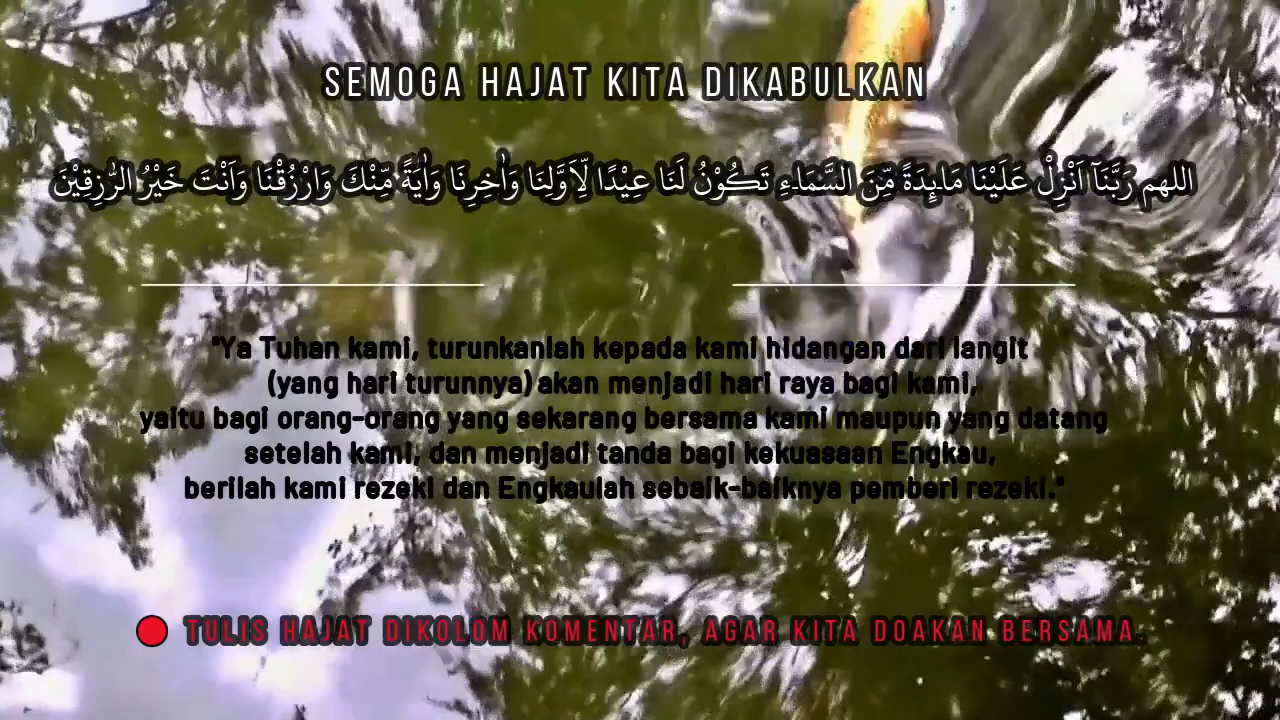 SEMOGA HAJAT KITA DIKABULKAN
اللهم رَبَّنَآ اَنْزِلْ عَلَيْنَا مَاۤىِٕدَةً مِّنَ السَّمَاۤءِ تَكُوْنُ لَنَا عِيْدًا لِّاَوَّلِنَا وَاٰخِرِنَا وَاٰيَةً مِّنْكَ وَارْزُقْنَا وَاَنْتَ خَيْرُ الرّٰزِقِيْنَ
"Ya Tuhan kami, turunkanlah kepada kami hidangan dari langit
(yang hari turunnya) akan menjadi hari raya bagi kami,
yaitu bagi orang-orang yang sekarang bersama kami maupun yang datang
setelah kami, dan menjadi tanda bagi kekuasaan Engkau,
berilah kami rezeki dan Engkaulah sebaik-baiknya pemberi rezeki."
TULIS HAJAT DIKOLOM KOMENTAR, AGAR KITA DOAKAN BERSAMA.